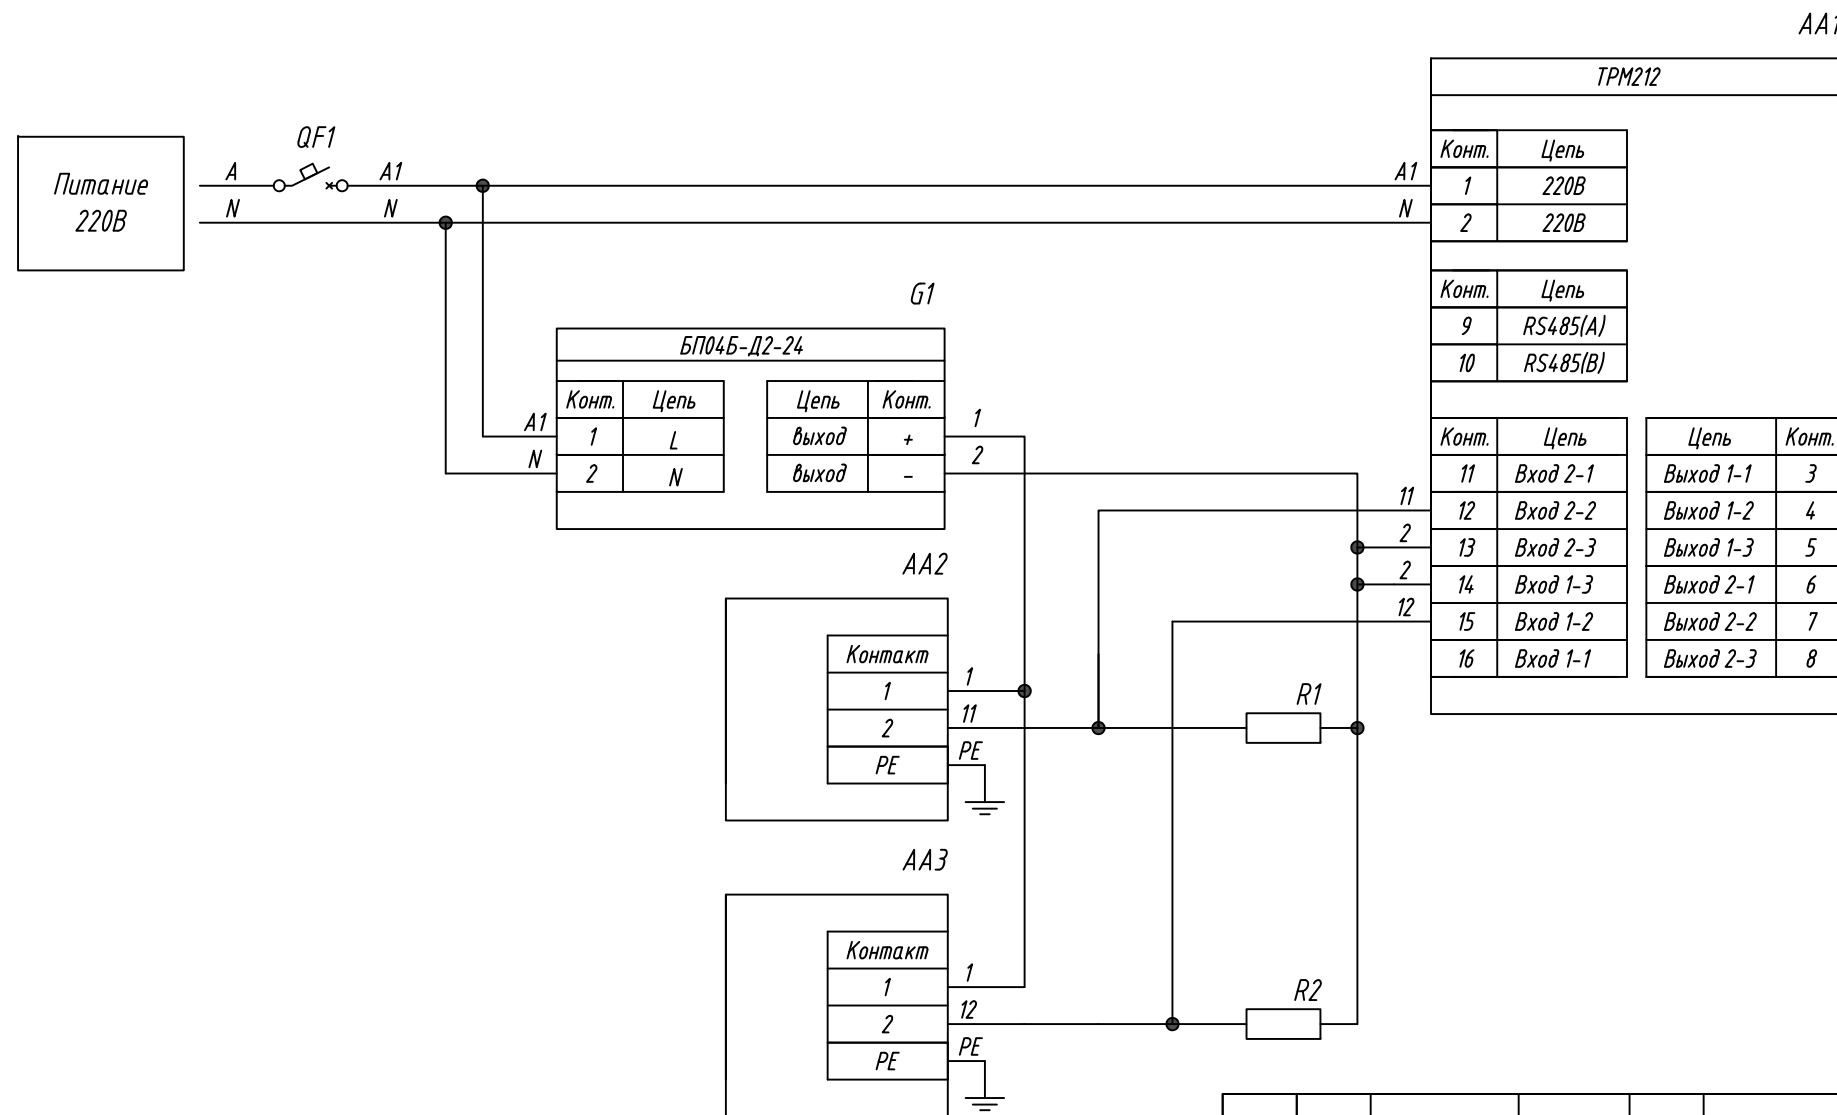 AA1
ТРМ212
QF1
Питание
220В
A
A1
A1
N
N
N
Конт. Цепь
1 220В
2 220В
Конт. Цепь
9 RS485(A)
10 RS485(B)
G1
БП04Б-Д2-24
Конт. Цепь Цепь Конт.
A1 1 L выход + 1
N 2 N выход - 2
Конт. Цепь Цепь Конт.
11 Вход 2-1 Выход 1-1 3
11 12 Вход 2-2 Выход 1-2 4
2 13 Вход 2-3 Выход 1-3 5
2 14 Вход 1-3 Выход 2-1 6
12 15 Вход 1-2 Выход 2-2 7
16 Вход 1-1 Выход 2-3 8
AA2
Контакт
1 1
2 11
PE PE
R1
AA3
Контакт
1 1
2 12
PE PE
R2